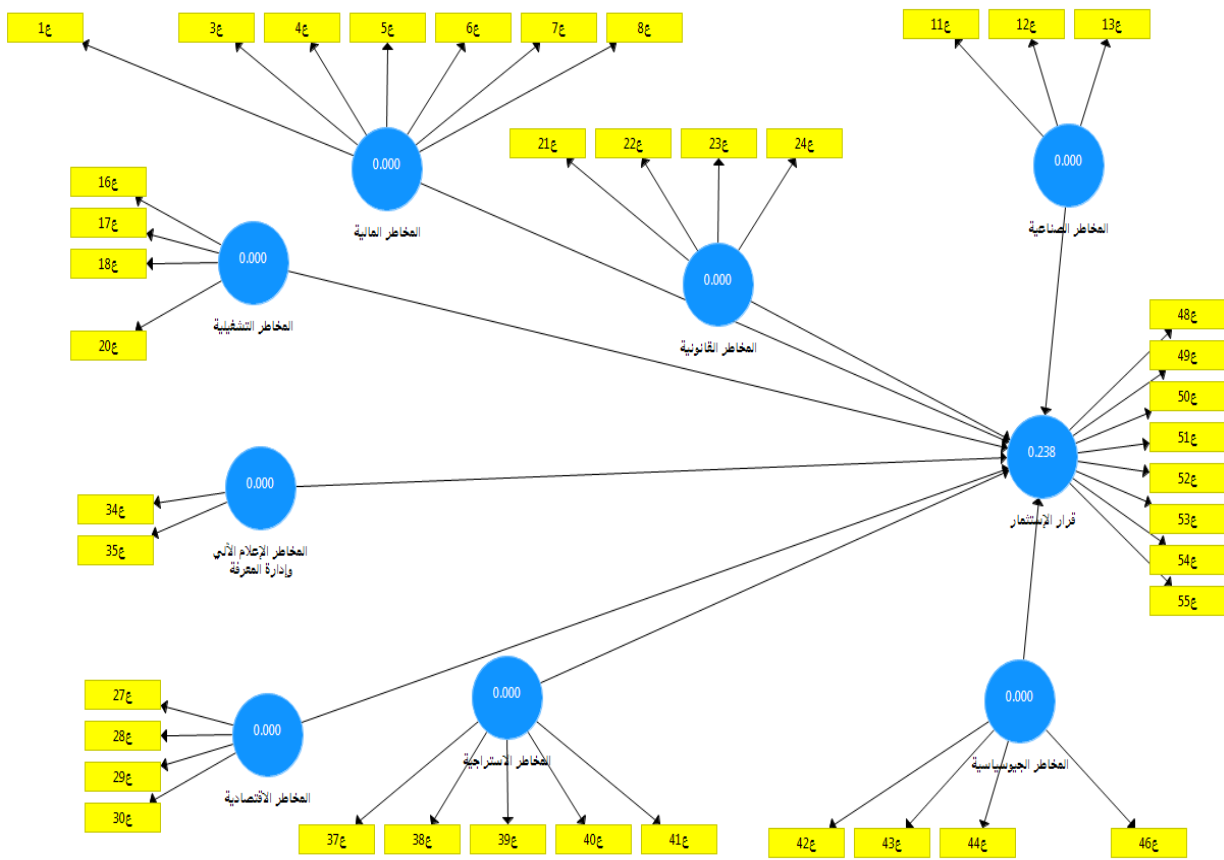 ع1
ع3
ع4
ع5
ع6
ع7
ع8
ع11
ع12
ع13
0.000
المخاطر المالية
ع21
ع22
ع23
ع24
0.000
المخاطر الصناعية
ع16
ع17
ع18
ع20
0.000
المخاطر التشغيلية
0.000
المخاطر القانونية
ع48
ع49
ع50
ع51
ع52
ع53
ع54
ع55
0.238
قرار الإستثمار
ع34
ع35
0.000
المخاطر الإعلام الآلي
وإدارة المعرفة
ع27
ع28
ع29
ع30
0.000
المخاطر الاقتصادية
0.000
المخاطر الاستراجية
0.000
المخاطر الجيوسياسية
ع37
ع38
ع39
ع40
ع41
ع42
ع43
ع44
ع46